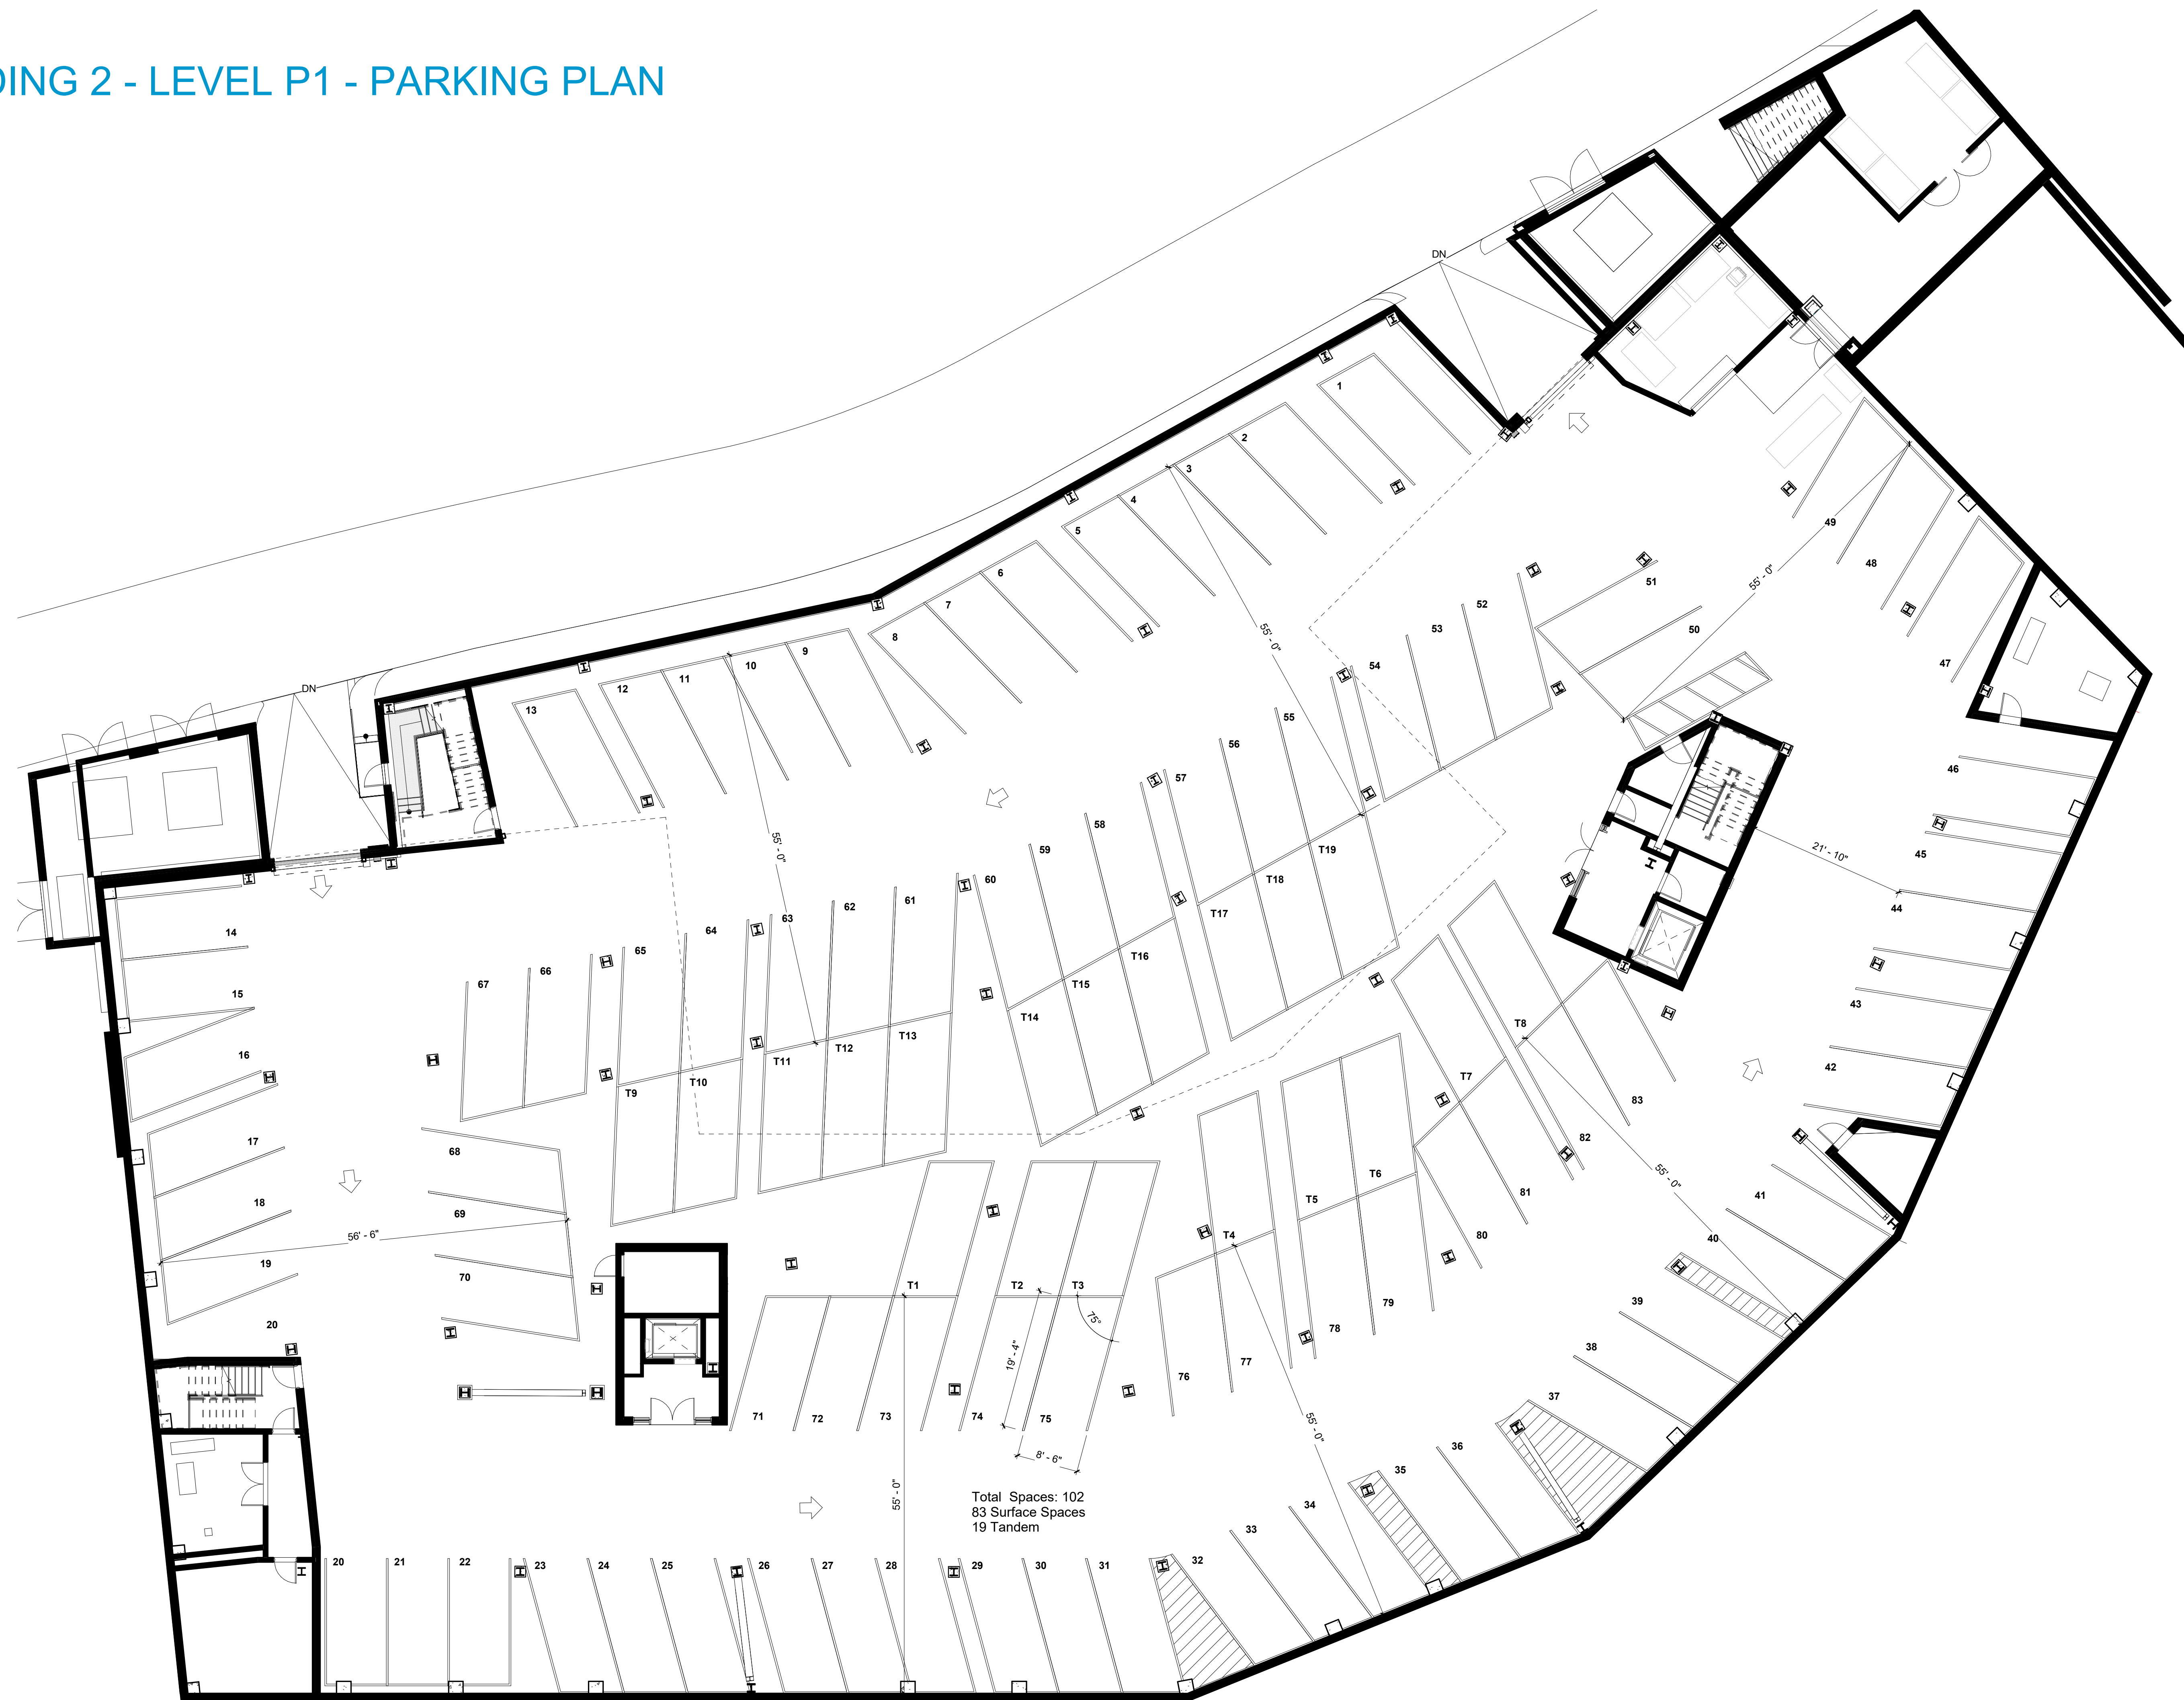 DING 2 - LEVEL P1 - PARKING PLAN
DN
1
2
3
4
5
6
7
8
9
10
11
12
13
DN
49
48
47
55' - 0"
51
50
52
53
54
55' - 0"
55
56
57
58
59
60
61
62
63
64
65
66
67
55' - 0"
T19
T18
T17
T16
T15
T14
T13
T12
T11
T10
T9
14
15
16
17
18
19
20
68
69
70
56' - 6"
46
45
44
43
42
41
40
39
38
37
36
35
34
33
32
21' - 10"
T8
T7
T6
T5
T4
83
82
81
80
79
78
77
76
55' - 0"
55' - 0"
T1
T2
T3
75°
19' - 4"
8' - 6"
71
72
73
74
75
55' - 0"
Total Spaces: 102
83 Surface Spaces
19 Tandem
20
21
22
23
24
25
26
27
28
29
30
31